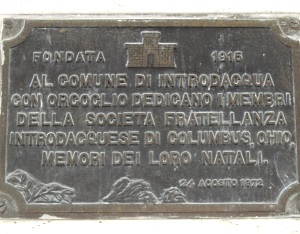 FONDATA 1915
AL COMUNE DI INTRODACQUA
CON ORGOGLIO DEDICANO I MEMBRI
DELLA SOCIETÀ FRATELLANZA
INTRODACQUESE DI COLUMBUS, OHIO,
MEMORI DEI LORO NATALI.
24 AGOSTO 1972